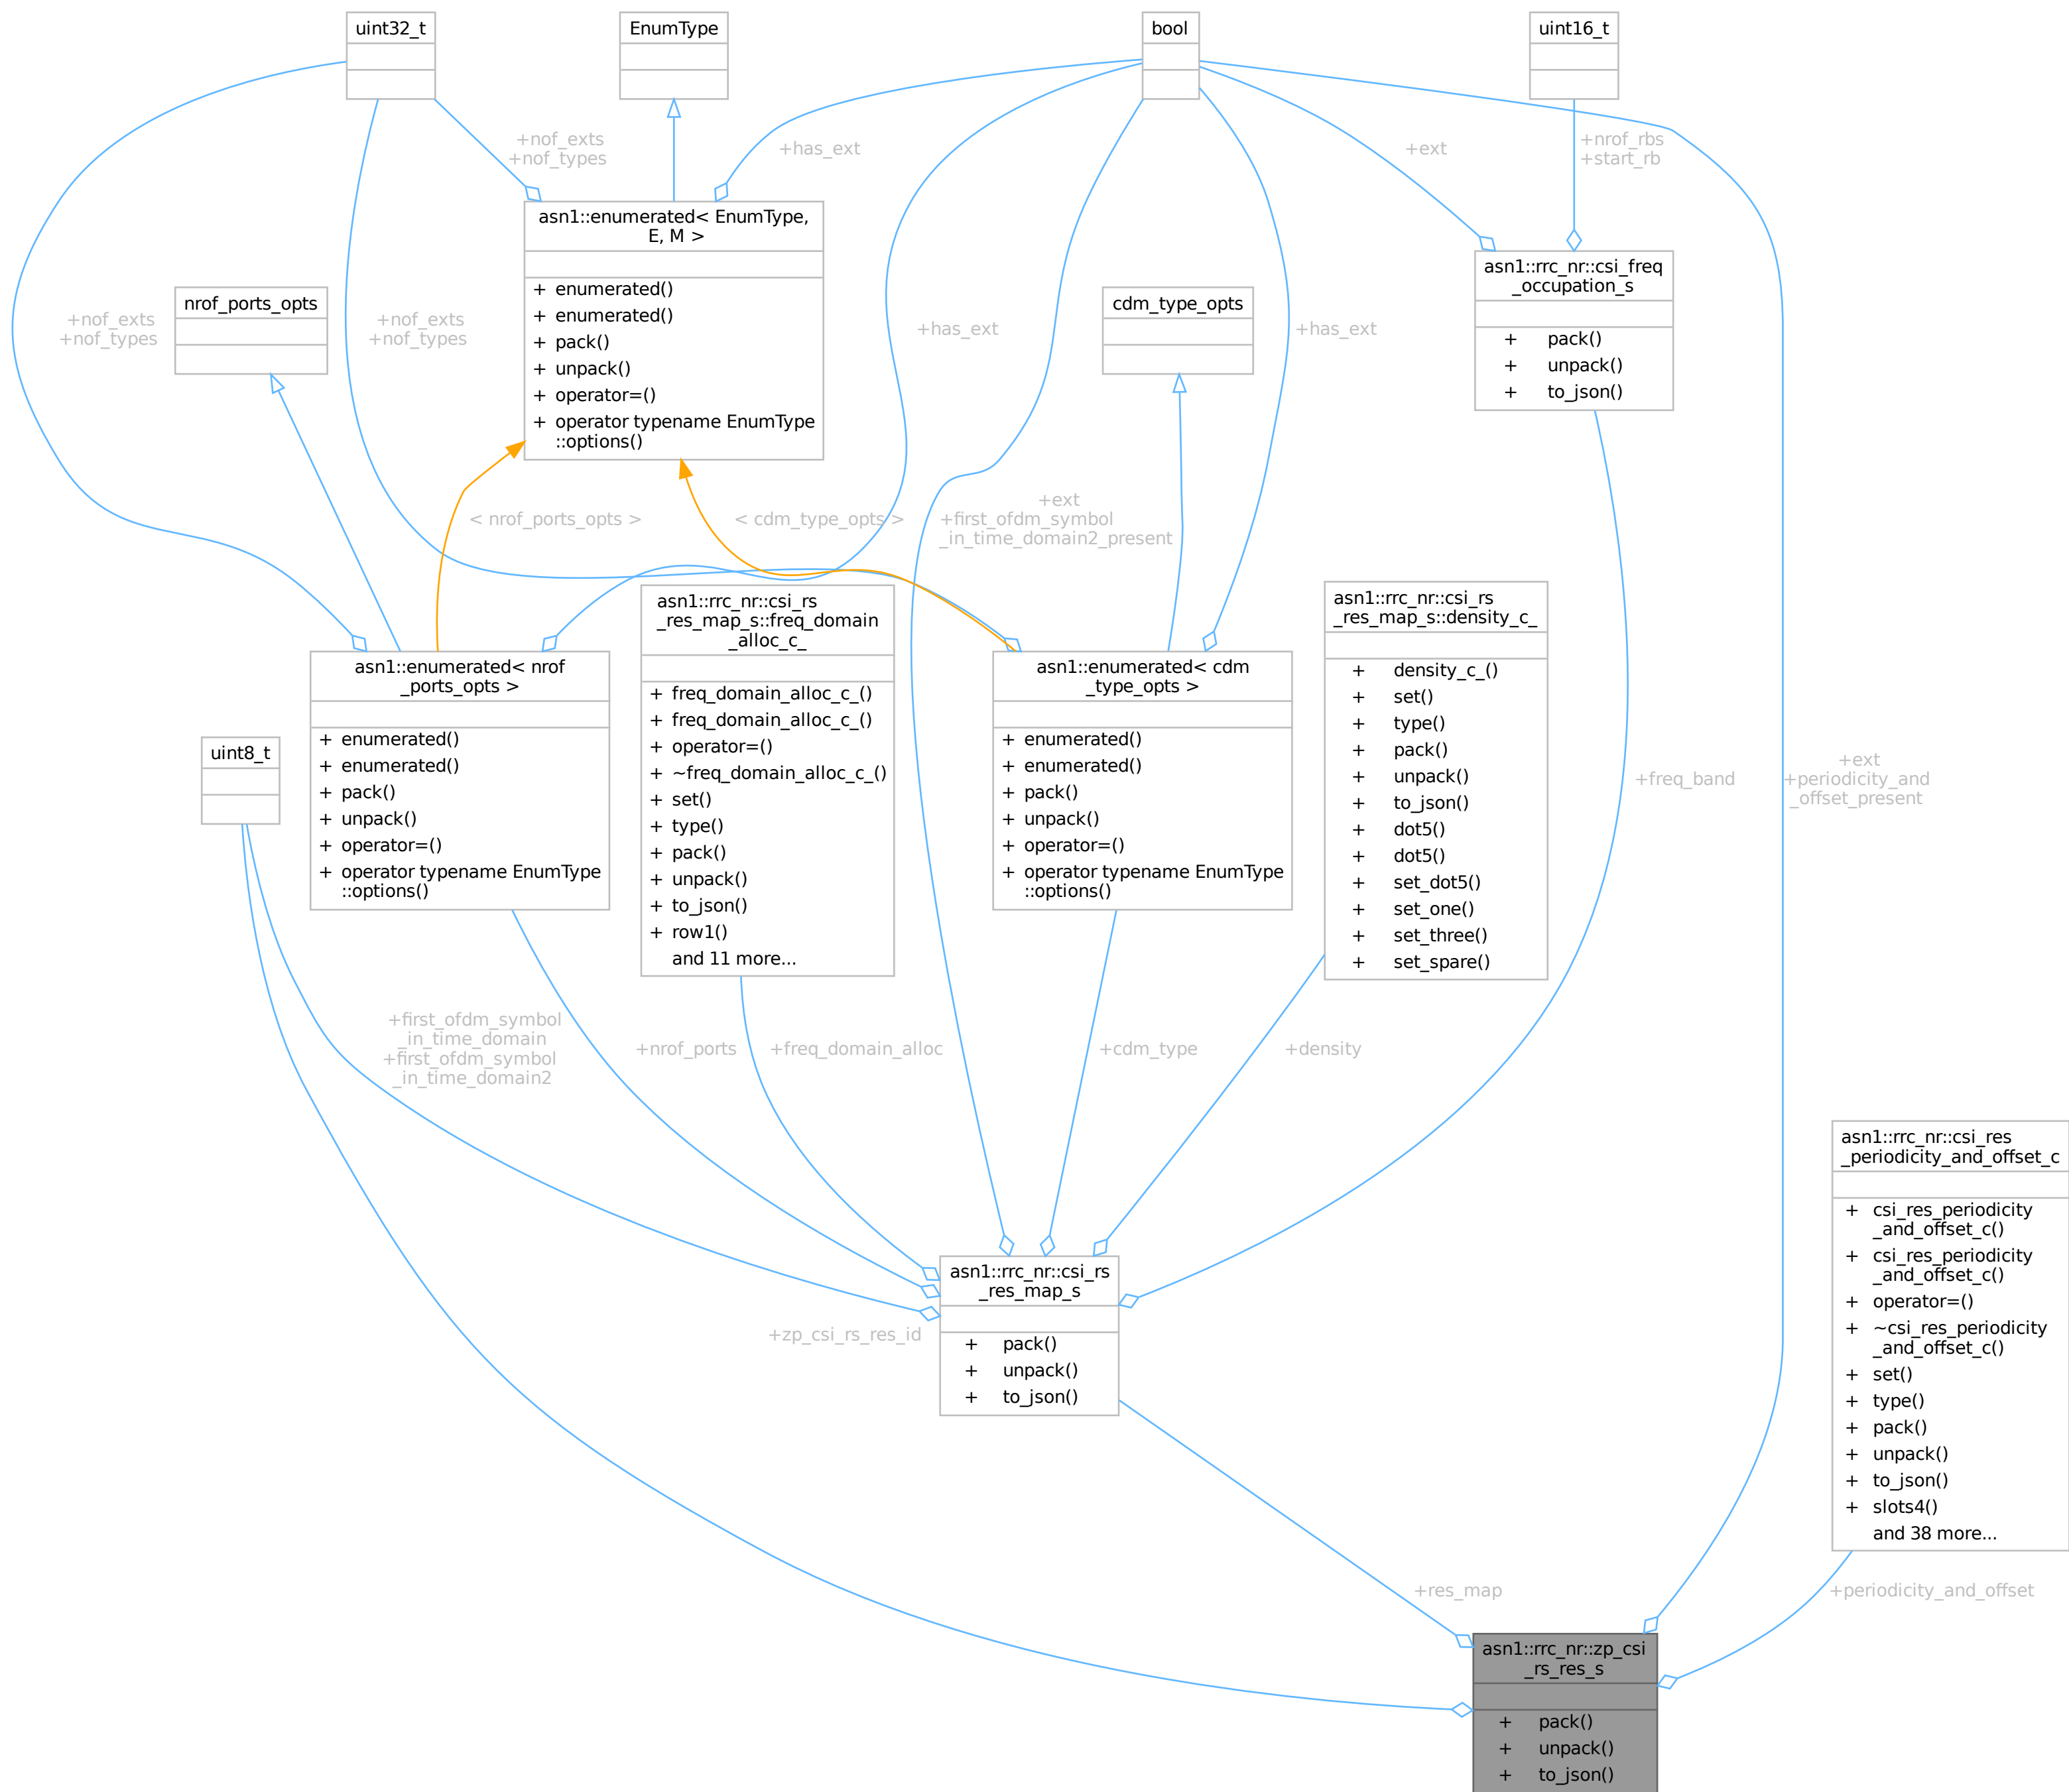 uint32_t
EnumType
bool
uint16_t
+nof_exts
+nof_types
+has_ext
+ext
+nrof_rbs
+start_rb
asn1::enumerated< EnumType,
E, M >
+ enumerated()
+ enumerated()
+ pack()
+ unpack()
+ operator=()
+ operator typename EnumType
::options()
asn1::rrc_nr::csi_freq
_occupation_s
+ pack()
+ unpack()
+ to_json()
nrof_ports_opts
cdm_type_opts
+nof_exts
+nof_types
+nof_exts
+nof_types
+has_ext
+has_ext
< nrof_ports_opts >
< cdm_type_opts >
+ext
+first_ofdm_symbol
_in_time_domain2_present
asn1::enumerated< nrof
_ports_opts >
+ enumerated()
+ enumerated()
+ pack()
+ unpack()
+ operator=()
+ operator typename EnumType
::options()
asn1::rrc_nr::csi_rs
_res_map_s::freq_domain
_alloc_c_
+ freq_domain_alloc_c_()
+ freq_domain_alloc_c_()
+ operator=()
+ ~freq_domain_alloc_c_()
+ set()
+ type()
+ pack()
+ unpack()
+ to_json()
+ row1()
and 11 more...
asn1::enumerated< cdm
_type_opts >
+ enumerated()
+ enumerated()
+ pack()
+ unpack()
+ operator=()
+ operator typename EnumType
::options()
asn1::rrc_nr::csi_rs
_res_map_s::density_c_
+ density_c_()
+ set()
+ type()
+ pack()
+ unpack()
+ to_json()
+ dot5()
+ dot5()
+ set_dot5()
+ set_one()
+ set_three()
+ set_spare()
uint8_t
+freq_band
+ext
+periodicity_and
_offset_present
+first_ofdm_symbol
_in_time_domain
+first_ofdm_symbol
_in_time_domain2
+nrof_ports
+freq_domain_alloc
+cdm_type
+density
asn1::rrc_nr::csi_res
_periodicity_and_offset_c
+ csi_res_periodicity
_and_offset_c()
+ csi_res_periodicity
_and_offset_c()
+ operator=()
+ ~csi_res_periodicity
_and_offset_c()
+ set()
+ type()
+ pack()
+ unpack()
+ to_json()
+ slots4()
and 38 more...
asn1::rrc_nr::csi_rs
_res_map_s
+ pack()
+ unpack()
+ to_json()
+zp_csi_rs_res_id
+res_map
+periodicity_and_offset
asn1::rrc_nr::zp_csi
_rs_res_s
+ pack()
+ unpack()
+ to_json()